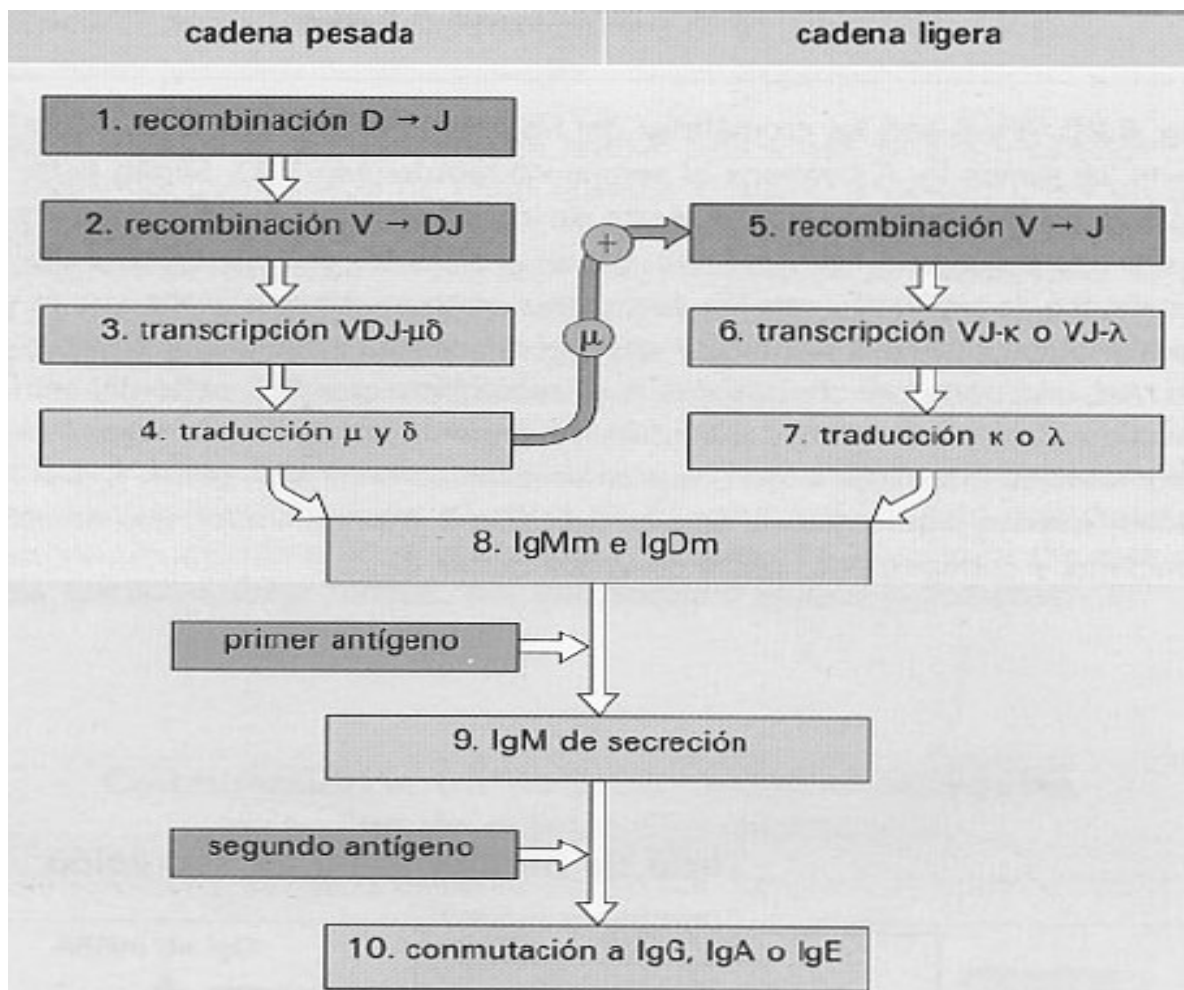 cadena pesada
cadena ligera
1. recombinación D → J
2. recombinación V → DJ
3. transcripción VDJ-μδ
4. traducción μ y δ
μ
+
5. recombinación V → J
6. transcripción VJ-κ o VJ-λ
7. traducción κ o λ
8. IgMm e IgDm
primer antígeno
9. IgM de secreción
segundo antígeno
10. conmutación a IgG, IgA o IgE